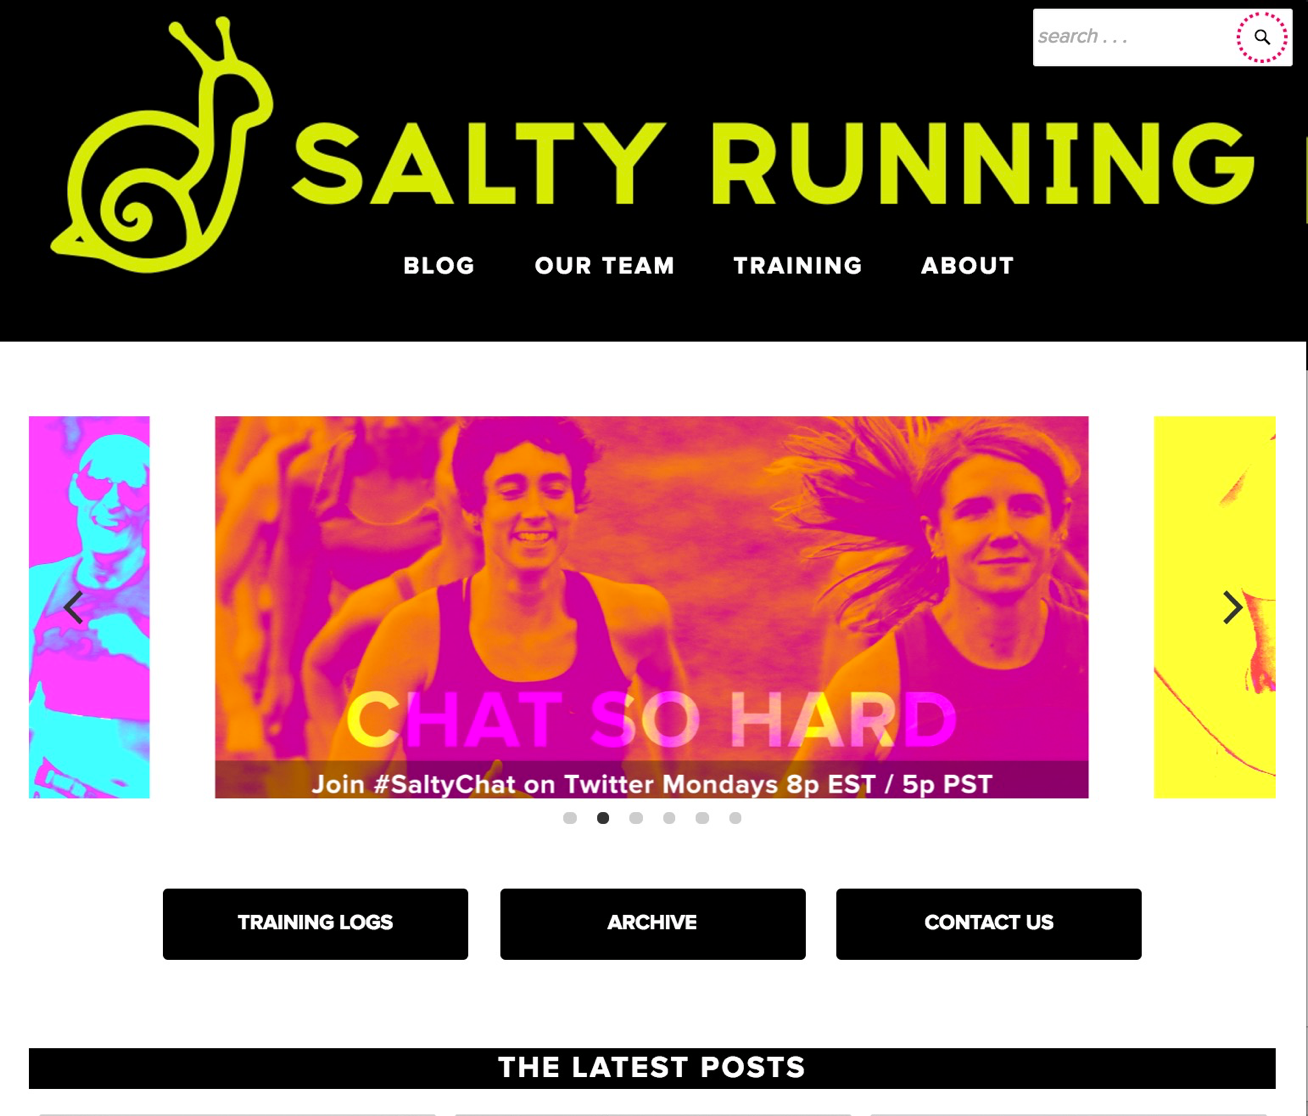 search . . .
SALTY RUNNING
BLOG OUR TEAM TRAINING ABOUT
CHAT SO HARD
Join #SaltyChat on Twitter Mondays 8p EST / 5p PST
TRAINING LOGS ARCHIVE CONTACT US
THE LATEST POSTS